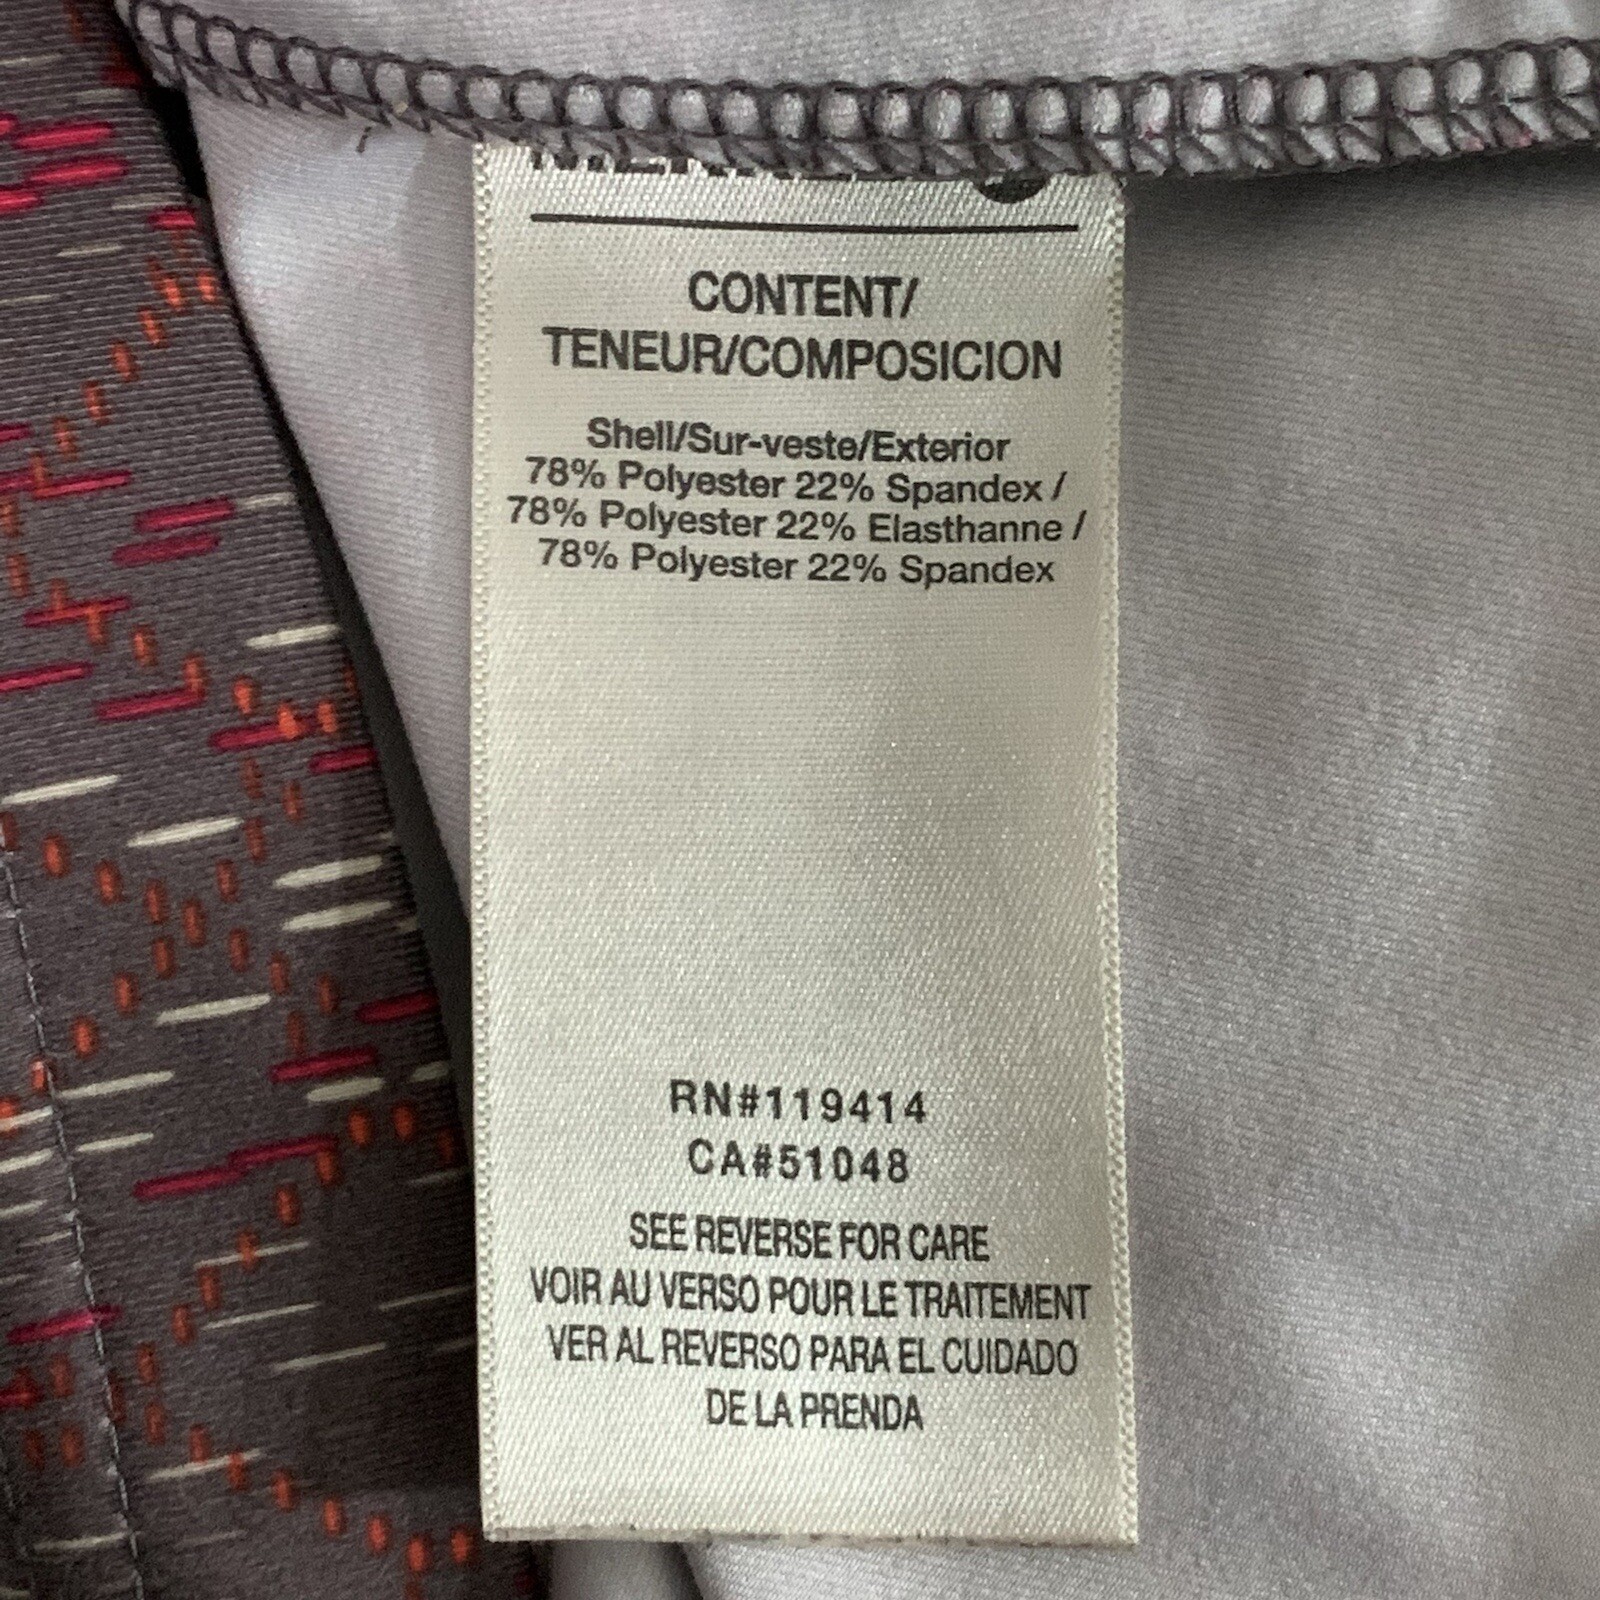 CONTENT/
TENEUR/COMPOSICION
Shell/Sur-veste/Exterior
78% Polyester 22% Spandex /
78% Polyester 22% Elasthanne /
78% Polyester 22% Spandex
RN#119414
CA#51048
SEE REVERSE FOR CARE
VOIR AU VERSO POUR LE TRAITEMENT
VER AL REVERSO PARA EL CUIDADO
DE LA PRENDA